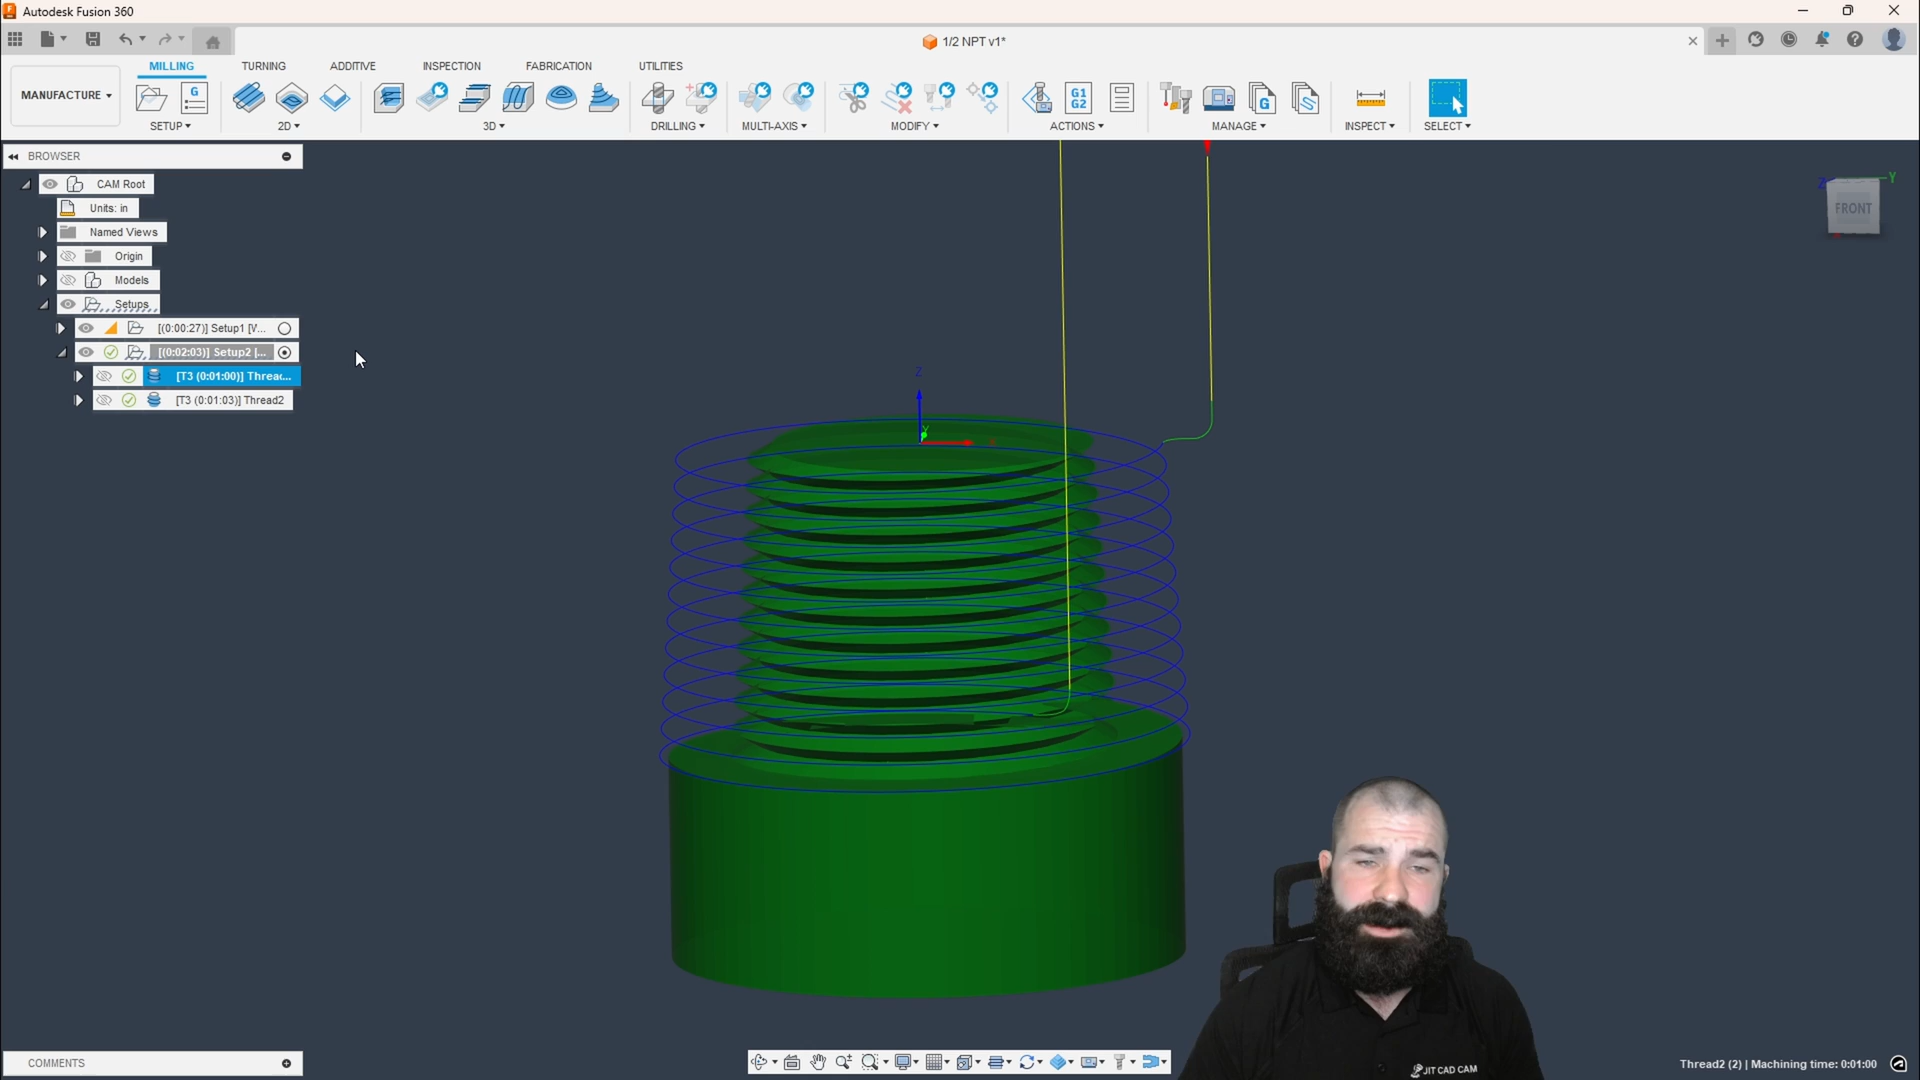 Autodesk Fusion 360
1/2 NPT v1*
MILLING TURNING ADDITIVE INSPECTION FABRICATION UTILITIES
MANUFACTURE
G
G1
G2
G
S
SETUP 2D 3D DRILLING MULTI-AXIS MODIFY ACTIONS MANAGE INSPECT SELECT
BROWSER
CAM Root
Units: in
Named Views
Origin
Models
Setups
[(0:00:27)] Setup1 [V...
[(0:02:03)] Setup2 [...
[T3 (0:01:00)] Threa...
[T3 (0:01:03)] Thread2
Z
Y
X
Z
Y
FRONT
COMMENTS
Thread2 (2) | Machining time: 0:01:00
JIT CAD CAM